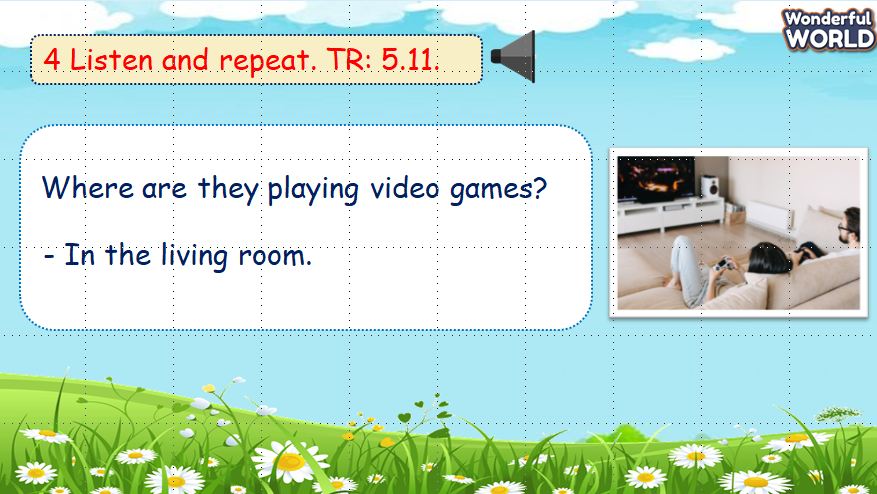 Wonderful
WORLD
4 Listen and repeat. TR: 5.11.
Where are they playing video games?
- In the living room.